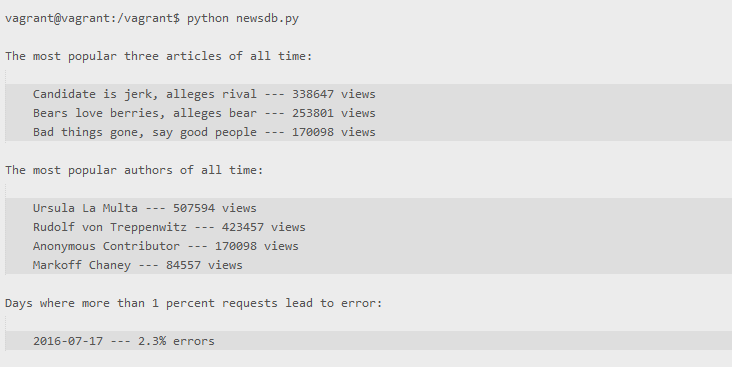 vagrant@vagrant:/vagrant$ python newsdb.py
The most popular three articles of all time:
Candidate is jerk, alleges rival --- 338647 views
Bears love berries, alleges bear --- 253801 views
Bad things gone, say good people --- 170098 views
The most popular authors of all time:
Ursula La Multa --- 507594 views
Rudolf von Treppenwitz --- 423457 views
Anonymous Contributor --- 170098 views
Markoff Chaney --- 84557 views
Days where more than 1 percent requests lead to error:
2016-07-17 --- 2.3% errors